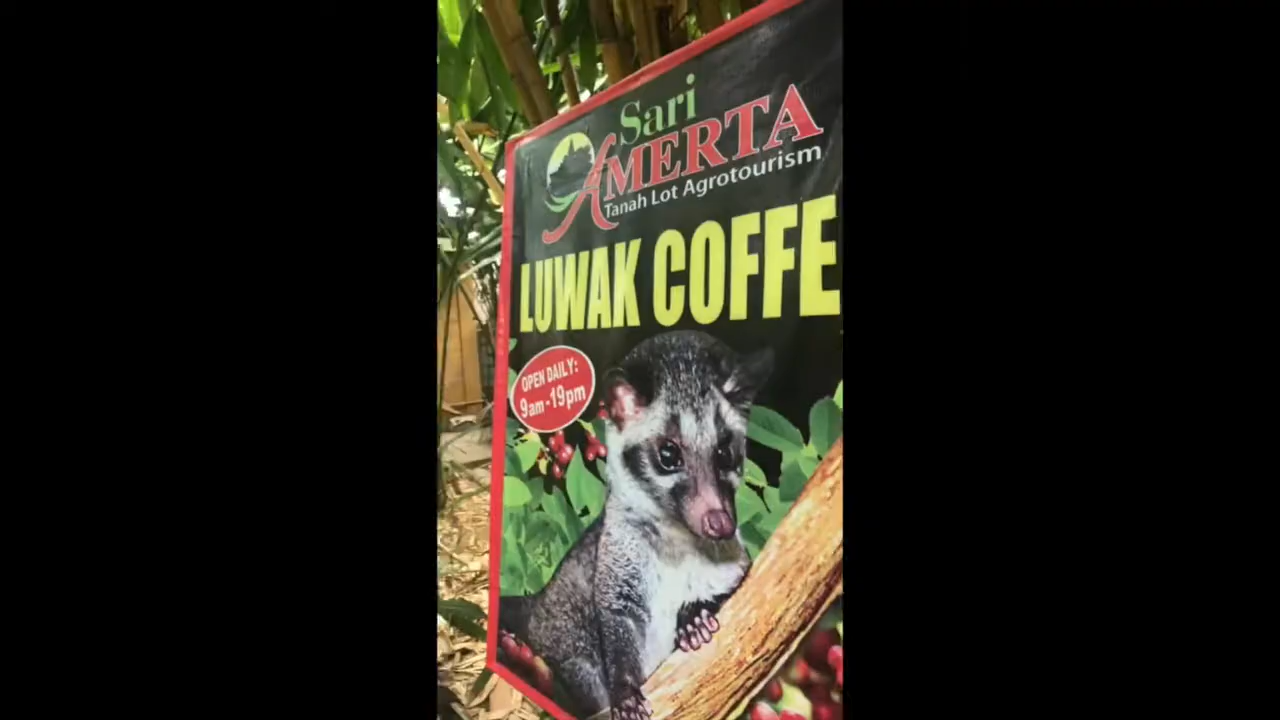 Sari
AMERTA
Tanah Lot Agrotourism
LUWAK COFFE
OPEN DAILY:
9am-19pm